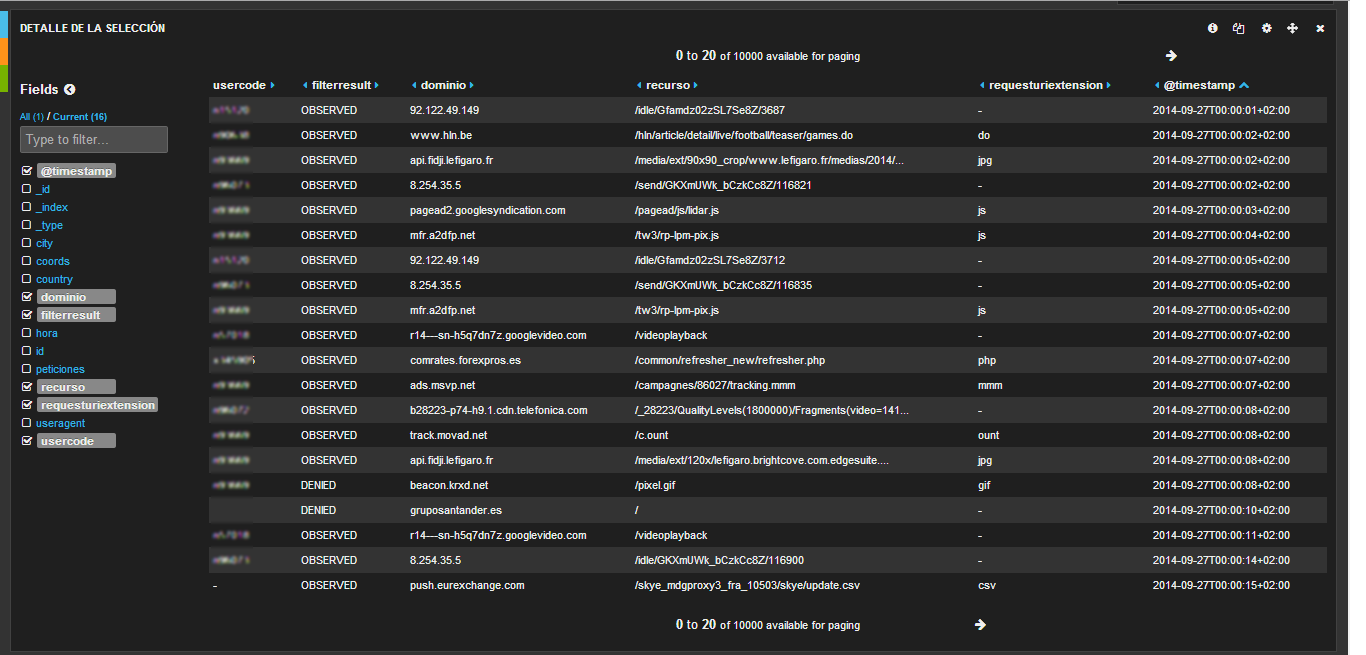 DETALLE DE LA SELECCIÓN
0 to 20 of 10000 available for paging
Fields
All (1) / Current (16)
Type to filter...
@timestamp
_id
_index
_type
city
coords
country
dominio
filterresult
hora
id
peticiones
recurso
requesturiextension
useragent
usercode
usercode filterresult dominio recurso requesturiextension @timestamp
OBSERVED 92.122.49.149 /idle/Gfamdz02zSL7Se8Z/3687 - 2014-09-27T00:00:01+02:00
OBSERVED www.hln.be /hln/article/detail/live/football/teaser/games.do do 2014-09-27T00:00:02+02:00
OBSERVED api.fidji.lefigaro.fr /media/ext/90x90_crop/www.lefigaro.fr/medias/2014/... jpg 2014-09-27T00:00:02+02:00
OBSERVED 8.254.35.5 /send/GKXmUWk_bCzkCc8Z/116821 - 2014-09-27T00:00:02+02:00
OBSERVED pagead2.googlesyndication.com /pagead/js/lidar.js js 2014-09-27T00:00:03+02:00
OBSERVED mfr.a2dfp.net /tw3/rp-lpm-pix.js js 2014-09-27T00:00:04+02:00
OBSERVED 92.122.49.149 /idle/Gfamdz02zSL7Se8Z/3712 - 2014-09-27T00:00:05+02:00
OBSERVED 8.254.35.5 /send/GKXmUWk_bCzkCc8Z/116835 - 2014-09-27T00:00:05+02:00
OBSERVED mfr.a2dfp.net /tw3/rp-lpm-pix.js js 2014-09-27T00:00:05+02:00
OBSERVED r14---sn-h5q7dn7z.googlevideo.com /videoplayback - 2014-09-27T00:00:07+02:00
OBSERVED comrates.forexpros.es /common/refresher_new/refresher.php php 2014-09-27T00:00:07+02:00
OBSERVED ads.msvp.net /campagnes/86027/tracking.mmm mmm 2014-09-27T00:00:07+02:00
OBSERVED b28223-p74-h9.1.cdn.telefonica.com /_28223/QualityLevels(1800000)/Fragments(video=141... - 2014-09-27T00:00:08+02:00
OBSERVED track.movad.net /c.ount ount 2014-09-27T00:00:08+02:00
OBSERVED api.fidji.lefigaro.fr /media/ext/120x/lefigaro.brightcove.com.edgesuite.... jpg 2014-09-27T00:00:08+02:00
DENIED beacon.krxd.net /pixel.gif gif 2014-09-27T00:00:08+02:00
DENIED gruposantander.es / - 2014-09-27T00:00:10+02:00
OBSERVED r14---sn-h5q7dn7z.googlevideo.com /videoplayback - 2014-09-27T00:00:11+02:00
OBSERVED 8.254.35.5 /idle/GKXmUWk_bCzkCc8Z/116900 - 2014-09-27T00:00:14+02:00
- OBSERVED push.eurexchange.com /skye_mdgproxy3_fra_10503/skye/update.csv csv 2014-09-27T00:00:15+02:00
0 to 20 of 10000 available for paging